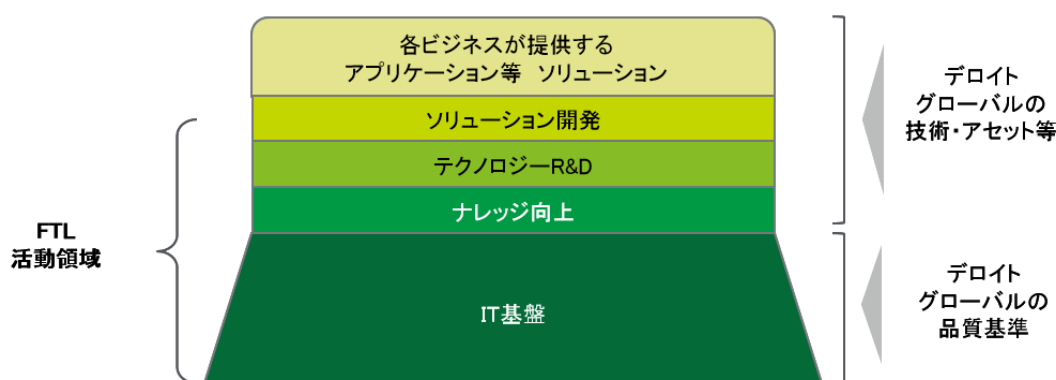 各ビジネスが提供する
アプリケーション等 ソリューション
ソリューション開発
テクノロジーR&D
ナレッジ向上
IT基盤
FTL
活動領域
デロイト
グローバルの
技術・アセット等
デロイト
グローバルの
品質基準